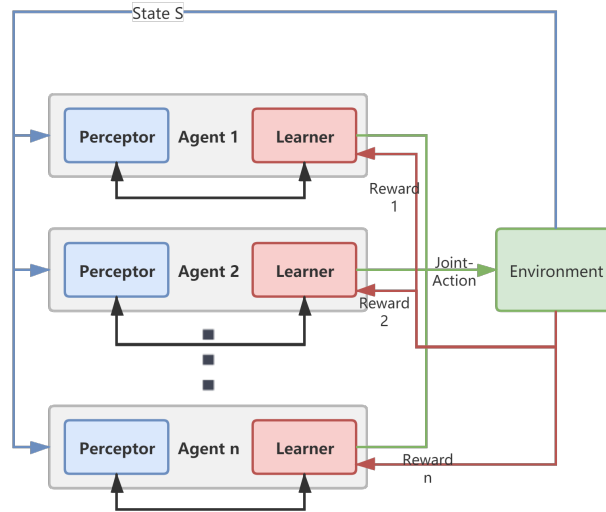 State S
Perceptor Agent 1 Learner
Reward
1
Perceptor Agent 2 Learner
Joint-
Action
Environment
Reward
2
Perceptor Agent n Learner
Reward
n